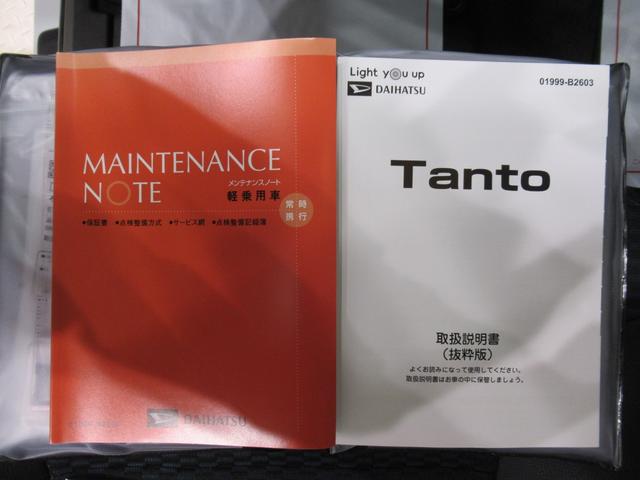 MAINTENANCE
NOTE
メンテナンスノート
軽乗用車
常時
携行
●保証書 ●点検整備方式 ●サービス網 ●点検整備記録簿
DAIHATSU
Light you up
DAIHATSU
01999-B2603
Tanto
取扱説明書
(抜粋版)
よくお読みになって使用してください。
取扱説明書はお車の中に保管しましょう。